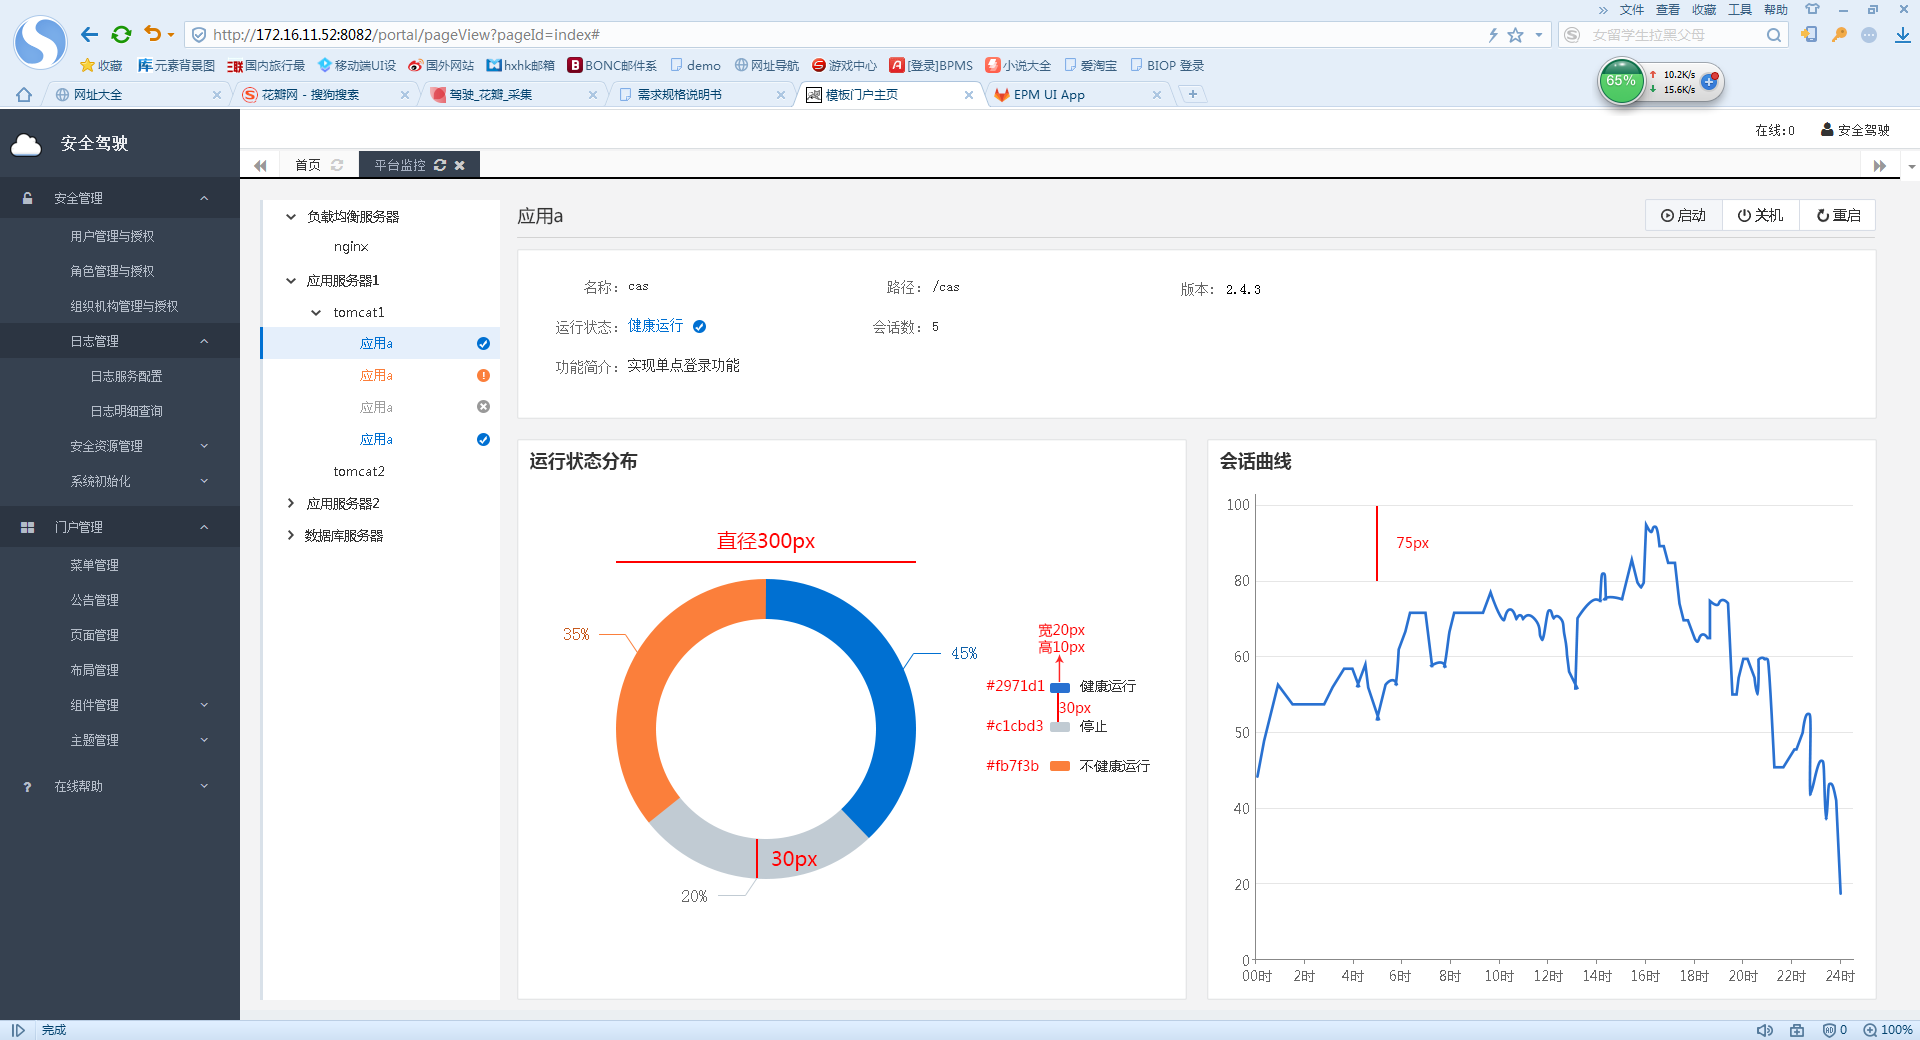 文件 查看 收藏 工具 帮助
http://172.16.11.52:8082/portal/pageView?pageId=index#
女留学生拉黑父母
收藏 库元素背景图 国内旅行最 移动端UI设 国外网站 hxhk邮箱 BONC邮件系 demo 网址导航 游戏中心 [登录]BPMS 小说大全 爱淘宝 BIOP 登录
65% 10.2K/s
15.6K/s
网址大全 花瓣网 - 搜狗搜索 驾驶_花瓣_采集 需求规格说明书 模板门户主页 EPM UI App
安全驾驶
在线:0 安全驾驶
首页 平台监控
安全管理
用户管理与授权
角色管理与授权
组织机构管理与授权
日志管理
日志服务配置
日志明细查询
安全资源管理
系统初始化
门户管理
菜单管理
公告管理
页面管理
布局管理
组件管理
主题管理
? 在线帮助
负载均衡服务器
nginx
应用服务器1
tomcat1
应用a
应用a
应用a
应用a
tomcat2
应用服务器2
数据库服务器
应用a
启动 关机 重启
名称: cas 路径: /cas 版本: 2.4.3
运行状态: 健康运行 会话数: 5
功能简介: 实现单点登录功能
运行状态分布
直径300px
35%
45%
20%
30px
宽20px
高10px
#2971d1 健康运行
30px
#c1cbd3 停止
#fb7f3b 不健康运行
会话曲线
100
75px
80
60
50
40
20
0
00时 2时 4时 6时 8时 10时 12时 14时 16时 18时 20时 22时 24时
完成
0 100%